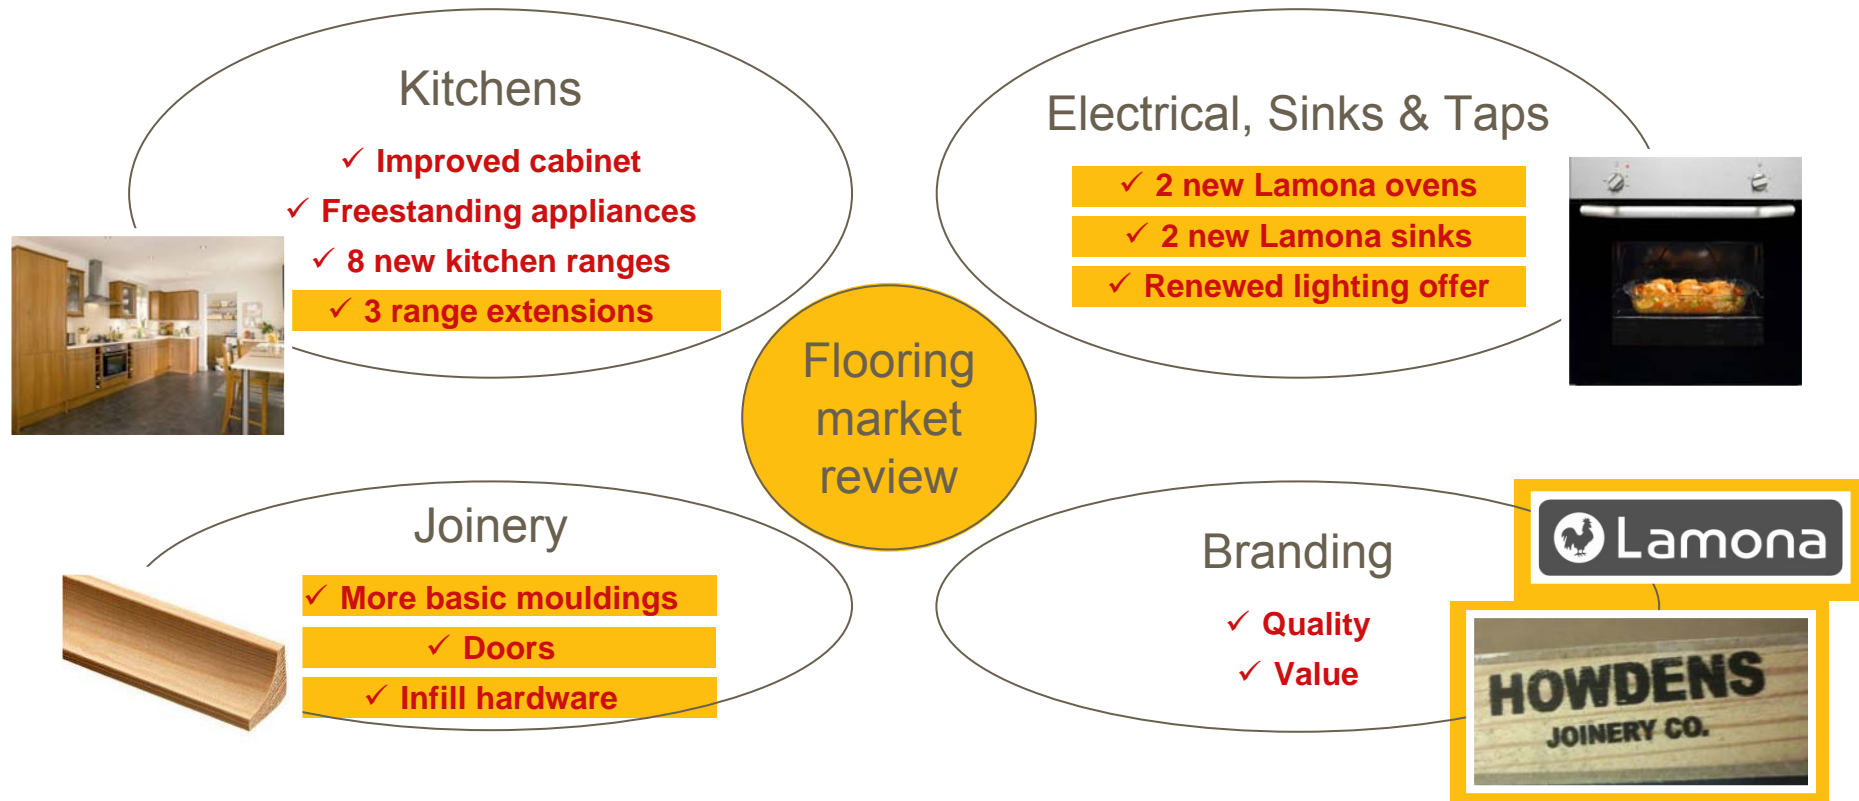 Kitchens
✓ Improved cabinet
✓ Freestanding appliances
✓ 8 new kitchen ranges
✓ 3 range extensions
Electrical, Sinks & Taps
✓ 2 new Lamona ovens
✓ 2 new Lamona sinks
✓ Renewed lighting offer
Flooring
market
review
Joinery
✓ More basic mouldings
✓ Doors
✓ Infill hardware
Branding
✓ Quality
✓ Value
Lamona
HOWDENS
JOINERY CO.